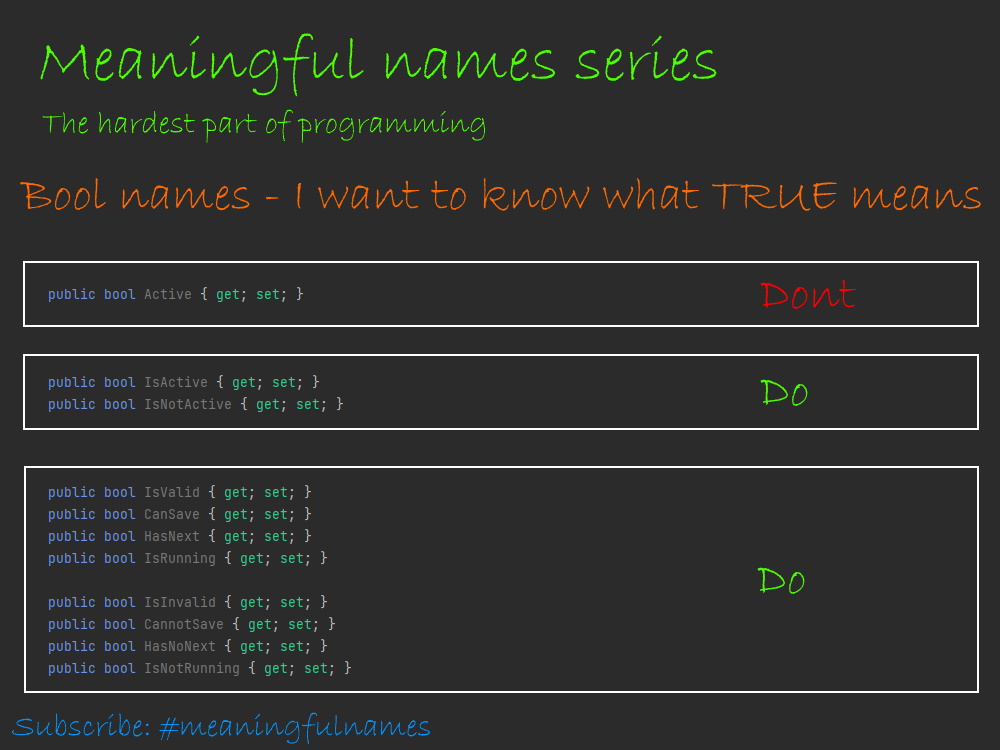 Meaningful names series
The hardest part of programming
Bool names - I want to know what TRUE means
public bool Active { get; set; }
Dont
public bool IsActive { get; set; }
public bool IsNotActive { get; set; }
Do
public bool IsValid { get; set; }
public bool CanSave { get; set; }
public bool HasNext { get; set; }
public bool IsRunning { get; set; }
public bool IsInvalid { get; set; }
public bool CannotSave { get; set; }
public bool HasNoNext { get; set; }
public bool IsNotRunning { get; set; }
Do
Subscribe: #meaningfulnames